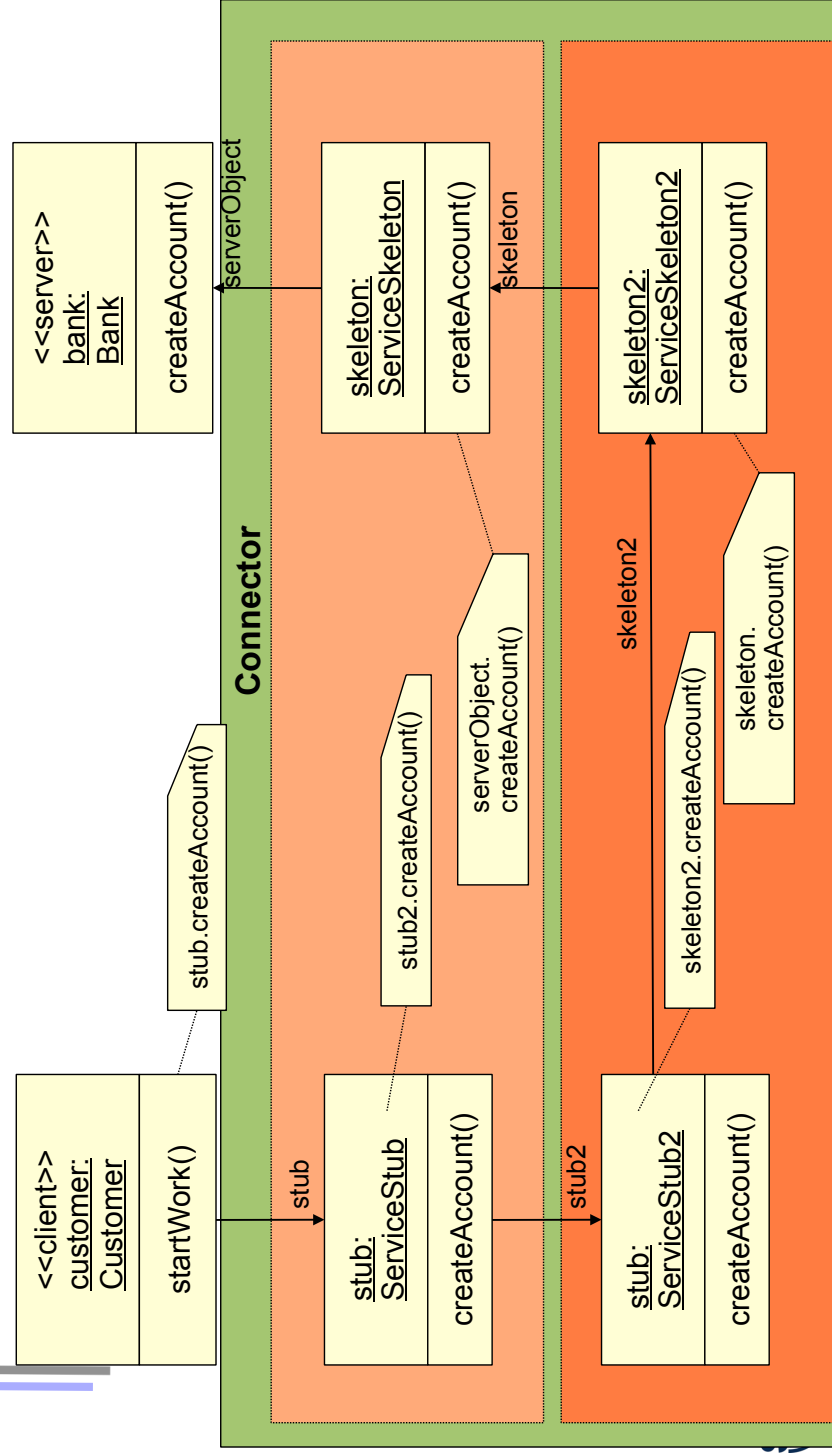 <<client>>
customer:
Customer
startWork()
stub.createAccount()
<<server>>
bank:
Bank
createAccount()
Connector
stub
serverObject
stub:
ServiceStub
createAccount()
stub2.createAccount()
serverObject.
createAccount()
skeleton:
ServiceSkeleton
createAccount()
stub2
skeleton
stub:
ServiceStub2
createAccount()
skeleton2
skeleton2.createAccount()
skeleton.
createAccount()
skeleton2:
ServiceSkeleton2
createAccount()